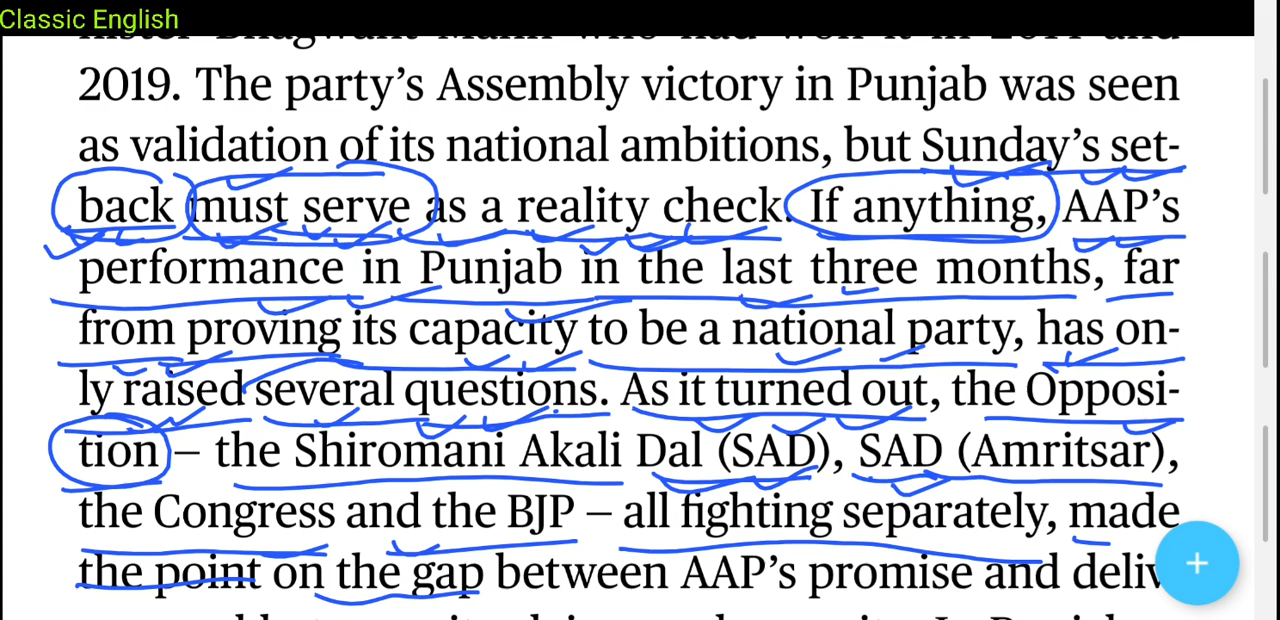 Classic English
2019. The party's Assembly victory in Punjab was seen
as validation of its national ambitions, but Sunday's set-
back must serve as a reality check. If anything, AAP's
performance in Punjab in the last three months, far
from proving its capacity to be a national party, has on-
ly raised several questions. As it turned out, the Opposi-
tion – the Shiromani Akali Dal (SAD), SAD (Amritsar),
the Congress and the BJP – all fighting separately, made
the point on the gap between AAP's promise and